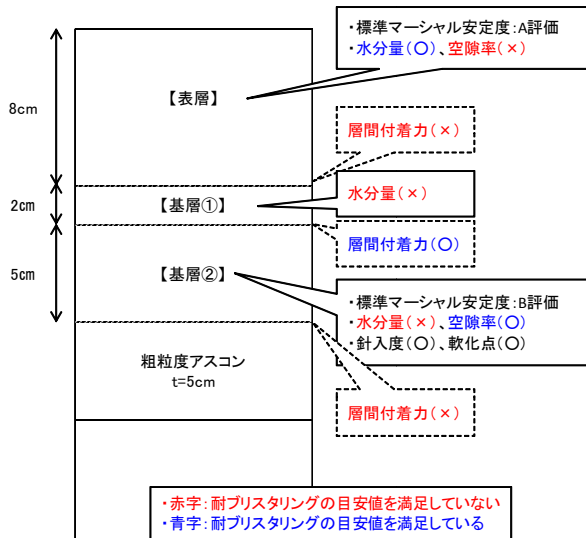 ・標準マーシャル安定度:A評価
・水分量(〇)、空隙率(×)
【表層】
8cm
層間付着力(×)
2cm
【基層①】
水分量(×)
層間付着力(〇)
5cm
【基層②】
・標準マーシャル安定度:B評価
・水分量(×)、空隙率(〇)
・針入度(〇)、軟化点(〇)
粗粒度アスコン
t=5cm
層間付着力(×)
・赤字:耐ブリスタリングの目安値を満足していない
・青字:耐ブリスタリングの目安値を満足している